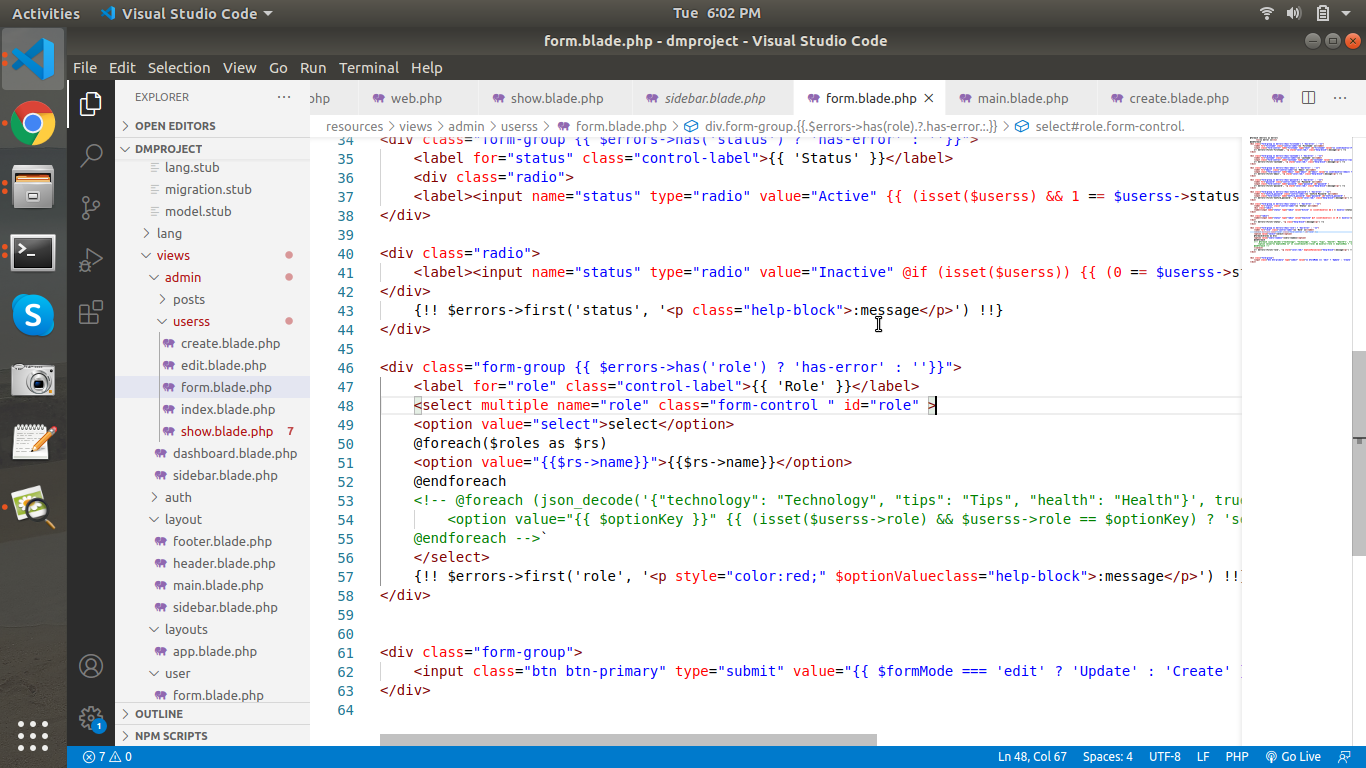 Activities
Visual Studio Code
Tue 6:02 PM
form.blade.php - dmproject - Visual Studio Code
File Edit Selection View Go Run Terminal Help
EXPLORER
OPEN EDITORS
DMPROJECT
lang.stub
migration.stub
model.stub
lang
views
admin
posts
userss
create.blade.php
edit.blade.php
form.blade.php
index.blade.php
show.blade.php 7
dashboard.blade.php
sidebar.blade.php
auth
layout
footer.blade.php
header.blade.php
main.blade.php
sidebar.blade.php
layouts
app.blade.php
user
form.blade.php
OUTLINE
NPM SCRIPTS
php web.php show.blade.php sidebar.blade.php form.blade.php main.blade.php create.blade.php
resources > views > admin > userss > form.blade.php > div.form-group.{{.$errors->has(role).?.has-error.:.}} > select#role.form-control.
34 <div class="form-group {{ $errors->has('status') ? 'has-error' : ''}}">
35 <label for="status" class="control-label">{{ 'Status' }}</label>
36 <div class="radio">
37 <label><input name="status" type="radio" value="Active" {{ (isset($userss) && 1 == $userss->status
38 </div>
39
40 <div class="radio">
41 <label><input name="status" type="radio" value="Inactive" @if (isset($userss)) {{ (0 == $userss->st
42 </div>
43 {!! $errors->first('status', '<p class="help-block">:message</p>') !!}
44 </div>
45
46 <div class="form-group {{ $errors->has('role') ? 'has-error' : ''}}">
47 <label for="role" class="control-label">{{ 'Role' }}</label>
48 <select multiple name="role" class="form-control " id="role" >
49 <option value="select">select</option>
50 @foreach($roles as $rs)
51 <option value="{{$rs->name}}">{{$rs->name}}</option>
52 @endforeach
53 <!-- @foreach (json_decode('{"technology": "Technology", "tips": "Tips", "health": "Health"}', tru
54 <option value="{{ $optionKey }}" {{ (isset($userss->role) && $userss->role == $optionKey) ? 's
55 @endforeach -->`
56 </select>
57 {!! $errors->first('role', '<p style="color:red;" $optionValueclass="help-block">:message</p>') !!
58 </div>
59
60
61 <div class="form-group">
62 <input class="btn btn-primary" type="submit" value="{{ $formMode === 'edit' ? 'Update' : 'Create' }
63 </div>
64
1
7 0
Ln 48, Col 67 Spaces: 4 UTF-8 LF PHP Go Live